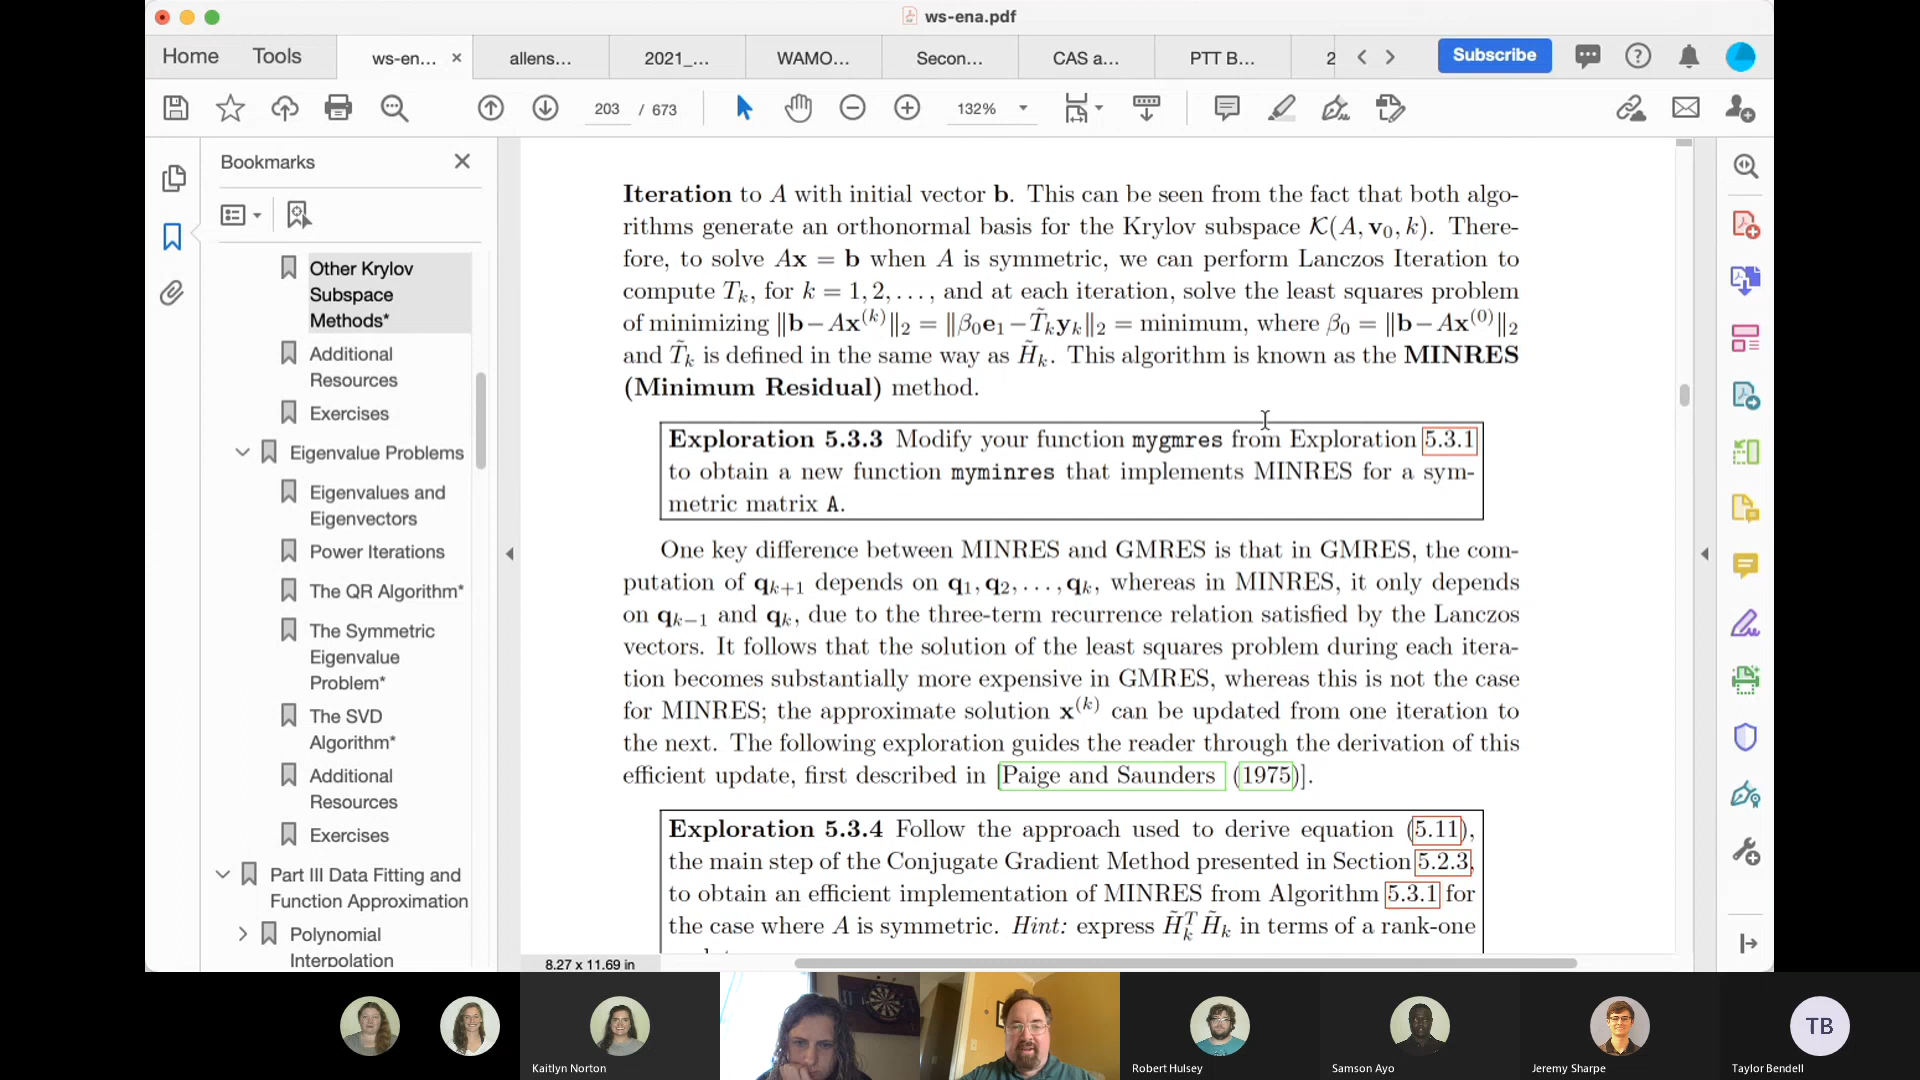 ws-ena.pdf
Home
Tools
ws-en...
allens...
2021_...
WAMO...
Secon...
CAS a...
PTT B...
2
Subscribe
203 / 673
132%
Bookmarks
Other Krylov
Subspace
Methods*
Additional
Resources
Exercises
Eigenvalue Problems
Eigenvalues and
Eigenvectors
Power Iterations
The QR Algorithm*
The Symmetric
Eigenvalue
Problem*
The SVD
Algorithm*
Additional
Resources
Exercises
Part III Data Fitting and
Function Approximation
Polynomial
Interpolation
Iteration to A with initial vector b. This can be seen from the fact that both algo-
rithms generate an orthonormal basis for the Krylov subspace 𝒦(A, v₀, k). There-
fore, to solve Ax = b when A is symmetric, we can perform Lanczos Iteration to
compute Tₖ, for k = 1, 2, . . . , and at each iteration, solve the least squares problem
of minimizing ‖b − Ax⁽ᵏ⁾‖₂ = ‖β₀e₁ − T̃ₖyₖ‖₂ = minimum, where β₀ = ‖b − Ax⁽⁰⁾‖₂
and T̃ₖ is defined in the same way as H̃ₖ. This algorithm is known as the MINRES
(Minimum Residual) method.
Exploration 5.3.3 Modify your function mygmres from Exploration 5.3.1
to obtain a new function myminres that implements MINRES for a sym-
metric matrix A.
One key difference between MINRES and GMRES is that in GMRES, the com-
putation of qₖ₊₁ depends on q₁, q₂, . . . , qₖ, whereas in MINRES, it only depends
on qₖ₋₁ and qₖ, due to the three-term recurrence relation satisfied by the Lanczos
vectors. It follows that the solution of the least squares problem during each itera-
tion becomes substantially more expensive in GMRES, whereas this is not the case
for MINRES; the approximate solution x⁽ᵏ⁾ can be updated from one iteration to
the next. The following exploration guides the reader through the derivation of this
efficient update, first described in [Paige and Saunders (1975)].
Exploration 5.3.4 Follow the approach used to derive equation (5.11),
the main step of the Conjugate Gradient Method presented in Section 5.2.3,
to obtain an efficient implementation of MINRES from Algorithm 5.3.1 for
the case where A is symmetric. Hint: express H̃ₖᵀH̃ₖ in terms of a rank-one
8.27 x 11.69 in
Kaitlyn Norton
Robert Hulsey
Samson Ayo
Jeremy Sharpe
TB
Taylor Bendell